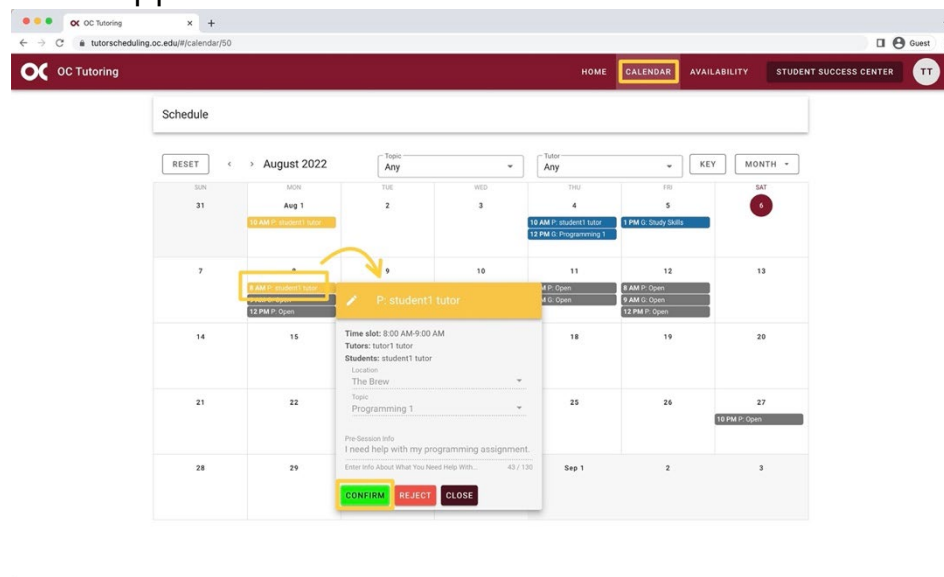 OC Tutoring
tutorscheduling.oc.edu/#/calendar/50
Guest
OC OC Tutoring
HOME CALENDAR AVAILABILITY STUDENT SUCCESS CENTER TT
Schedule
RESET < > August 2022 Topic Any Tutor Any KEY MONTH
SUN MON TUE WED THU FRI SAT
31 Aug 1 2 3 4 5 6
10 AM P: student1 tutor 10 AM P: student1 tutor 1 PM G: Study Skills
12 PM G: Programming 1
7 9 10 11 12 13
8 AM P: student1 tutor M P: Open 8 AM P: Open
G: Open M G: Open 9 AM G: Open
12 PM P: Open 12 PM P: Open
P: student1 tutor
Time slot: 8:00 AM-9:00 AM
Tutors: tutor1 tutor
Students: student1 tutor
Location
The Brew
Topic
Programming 1
Pre-Session Info
I need help with my programming assignment.
Enter Info About What You Need Help With... 43 / 130
CONFIRM REJECT CLOSE
14 15 18 19 20
21 22 25 26 27
10 PM P: Open
28 29 Sep 1 2 3